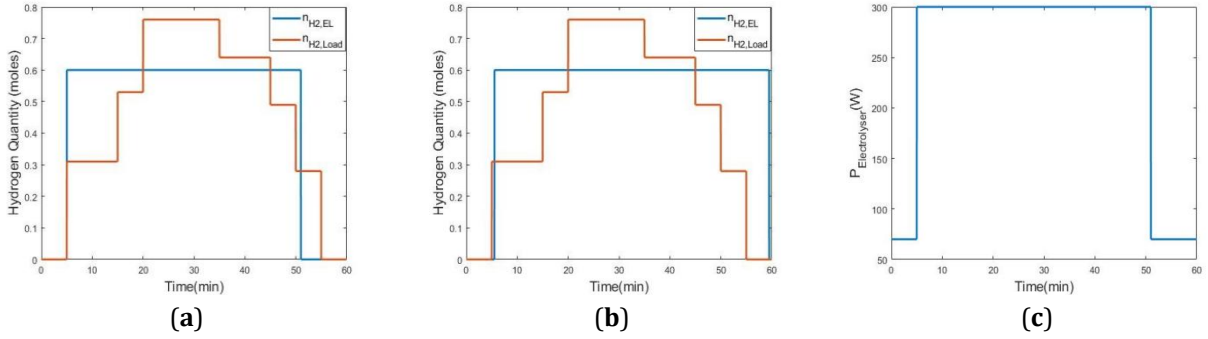 0.8
0.7
0.6
0.5
0.4
0.3
0.2
0.1
0
Hydrogen Quantity (moles)
n_H2,EL
n_H2,Load
0 10 20 30 40 50 60
Time(min)
(a)
0.8
0.7
0.6
0.5
0.4
0.3
0.2
0.1
0
Hydrogen Quantity (moles)
n_H2,EL
n_H2,Load
0 10 20 30 40 50 60
Time(min)
(b)
300
250
200
150
100
50
P_Electrolyser(W)
0 10 20 30 40 50 60
Time(min)
(c)